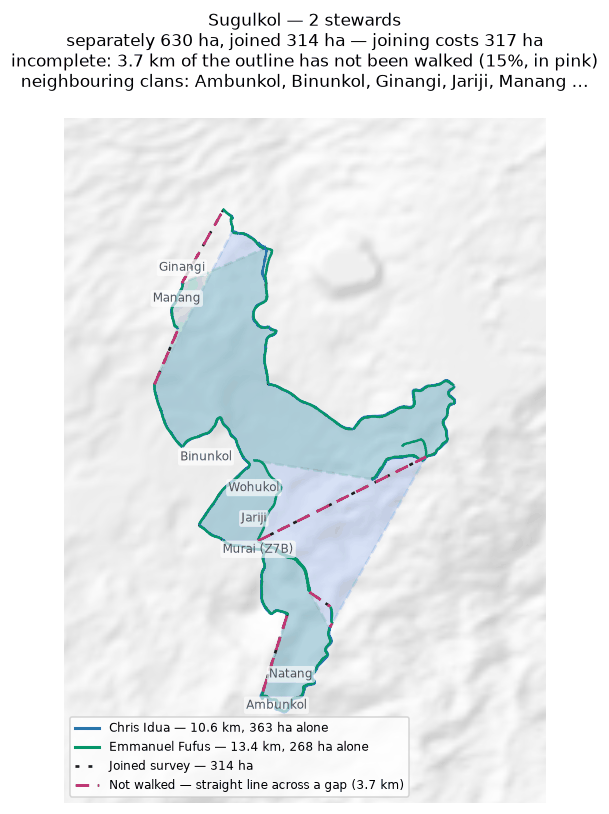 Sugulkol — 2 stewards
separately 630 ha, joined 314 ha — joining costs 317 ha
incomplete: 3.7 km of the outline has not been walked (15%, in pink)
neighbouring clans: Ambunkol, Binunkol, Ginangi, Jariji, Manang ...
Ginangi
Manang
Binunkol
Wohukol
Jariji
Murai (Z7B)
Natang
Ambunkol
Chris Idua — 10.6 km, 363 ha alone
Emmanuel Fufus — 13.4 km, 268 ha alone
Joined survey — 314 ha
Not walked — straight line across a gap (3.7 km)